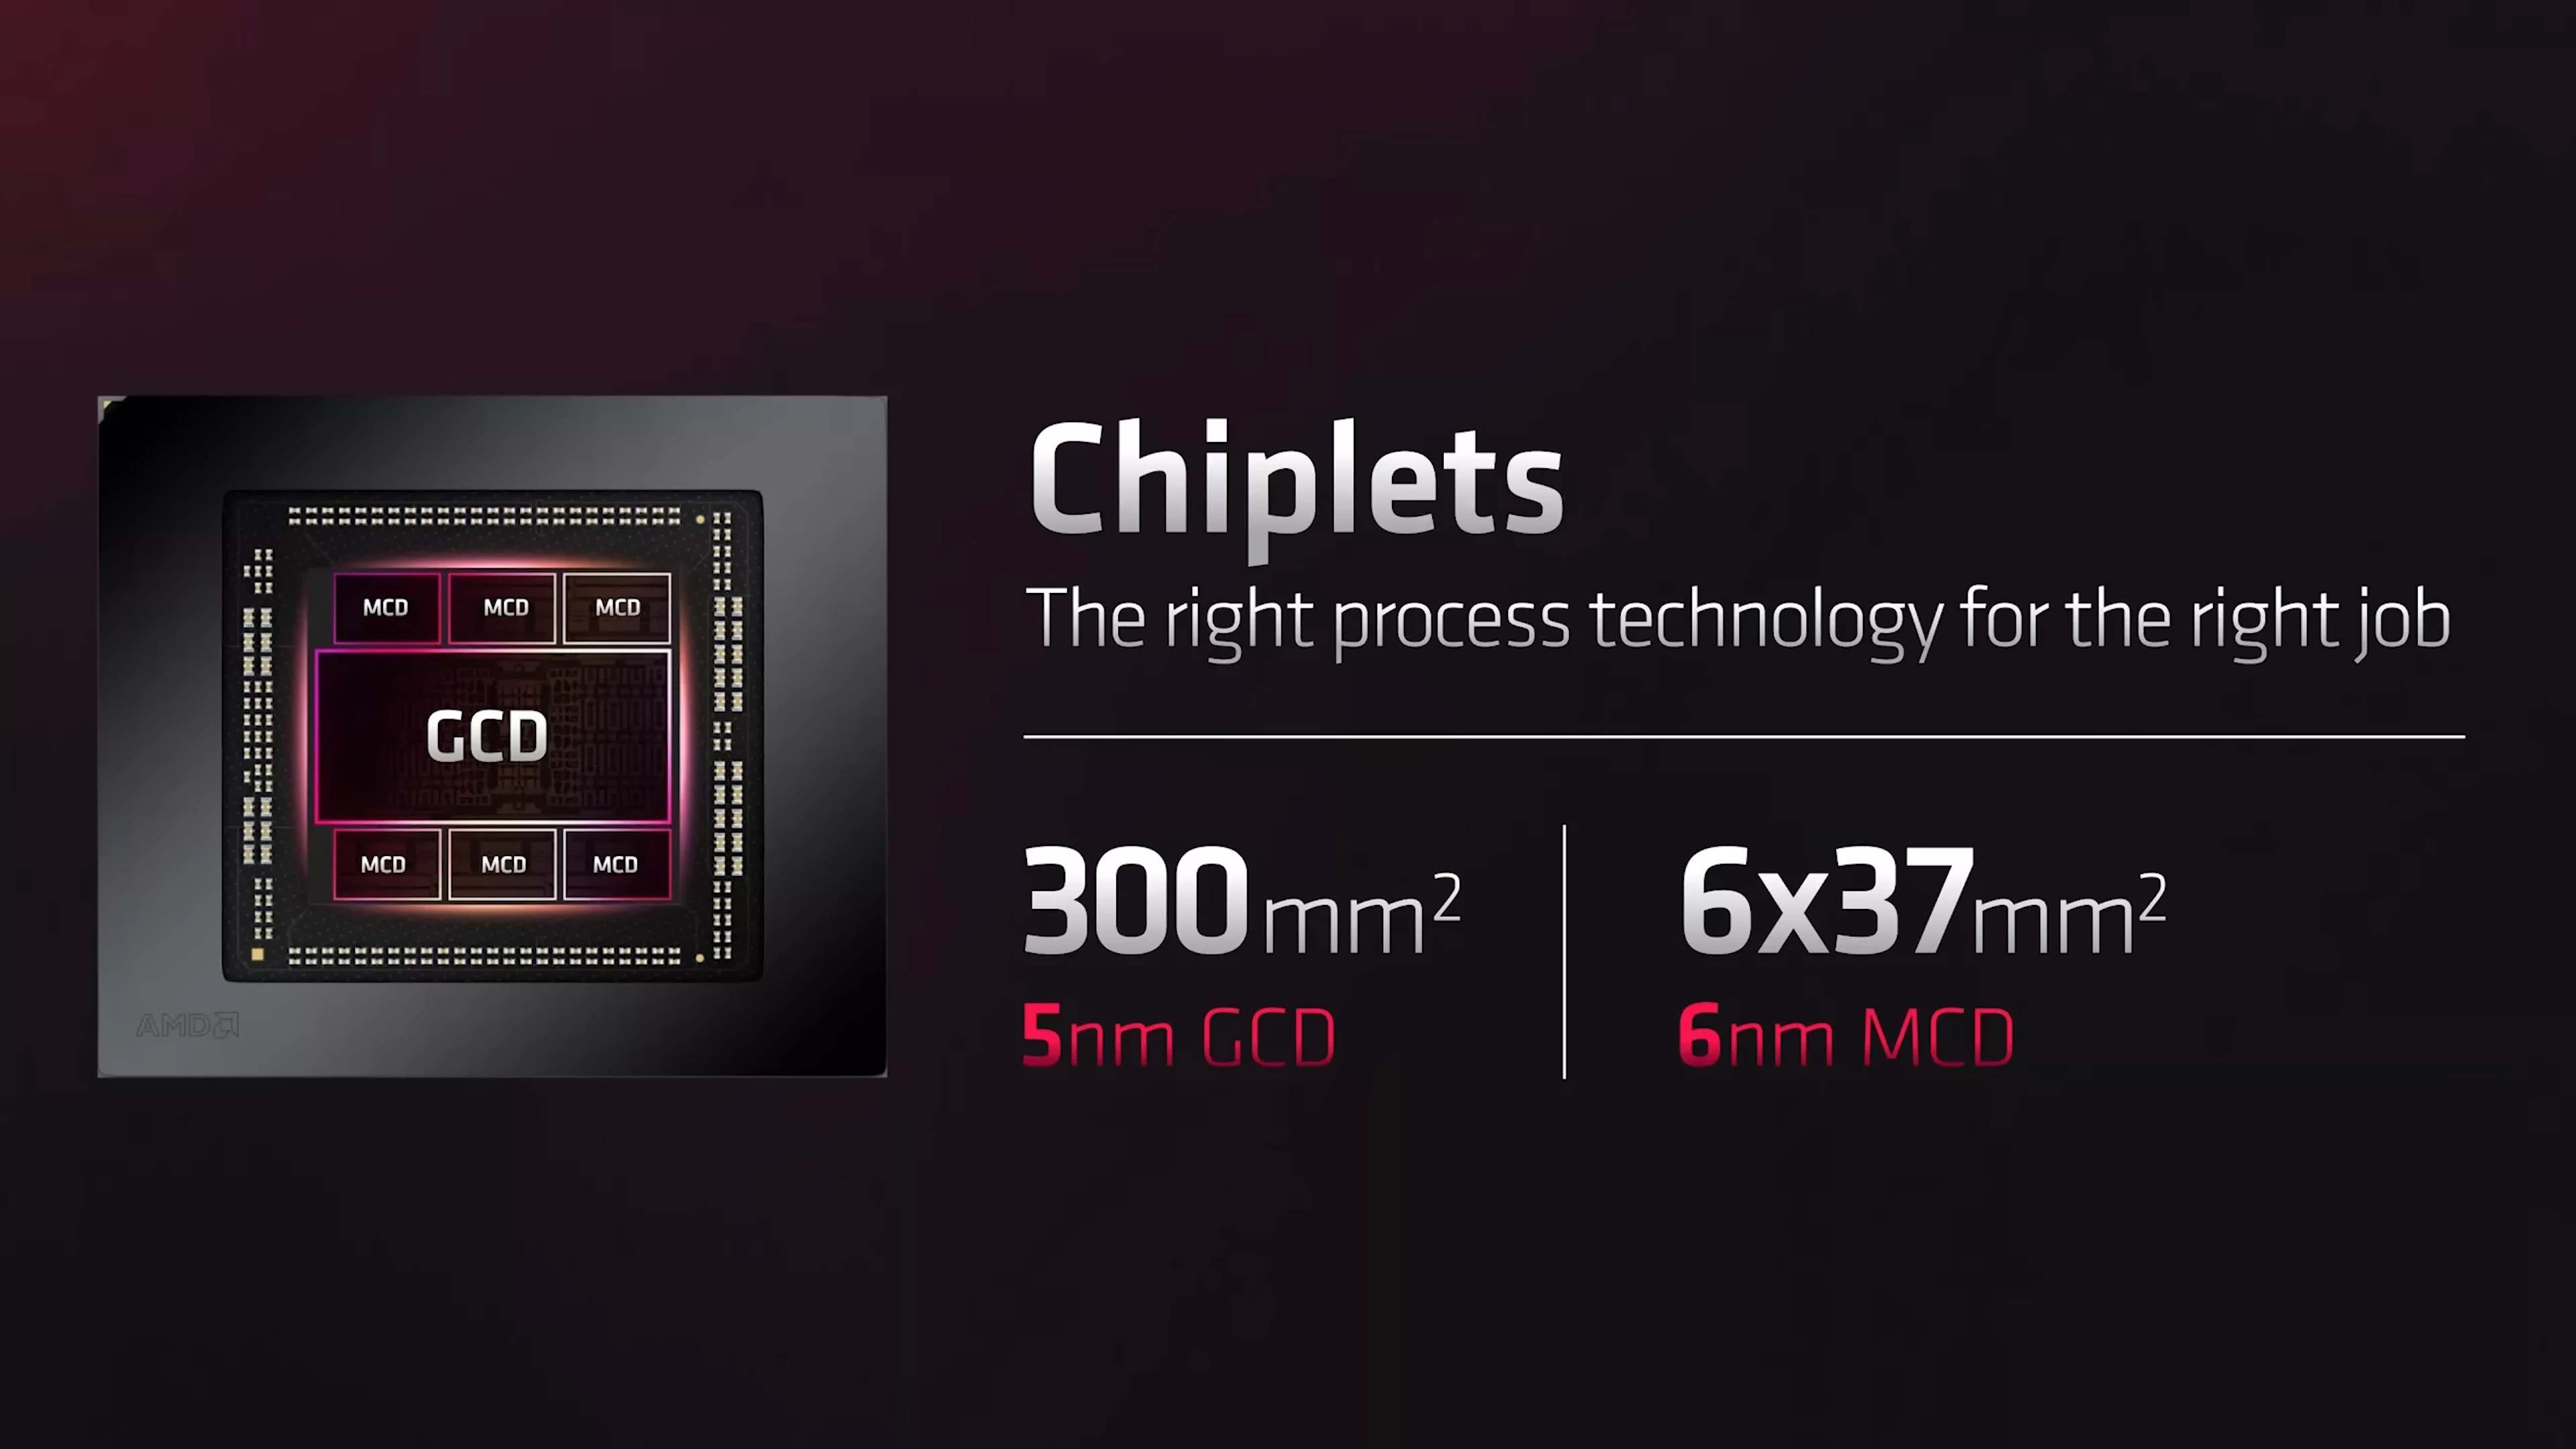 MCD MCD MCD
GCD
MCD MCD MCD
AMD
Chiplets
The right process technology for the right job
300mm²
5nm GCD
6x37mm²
6nm MCD